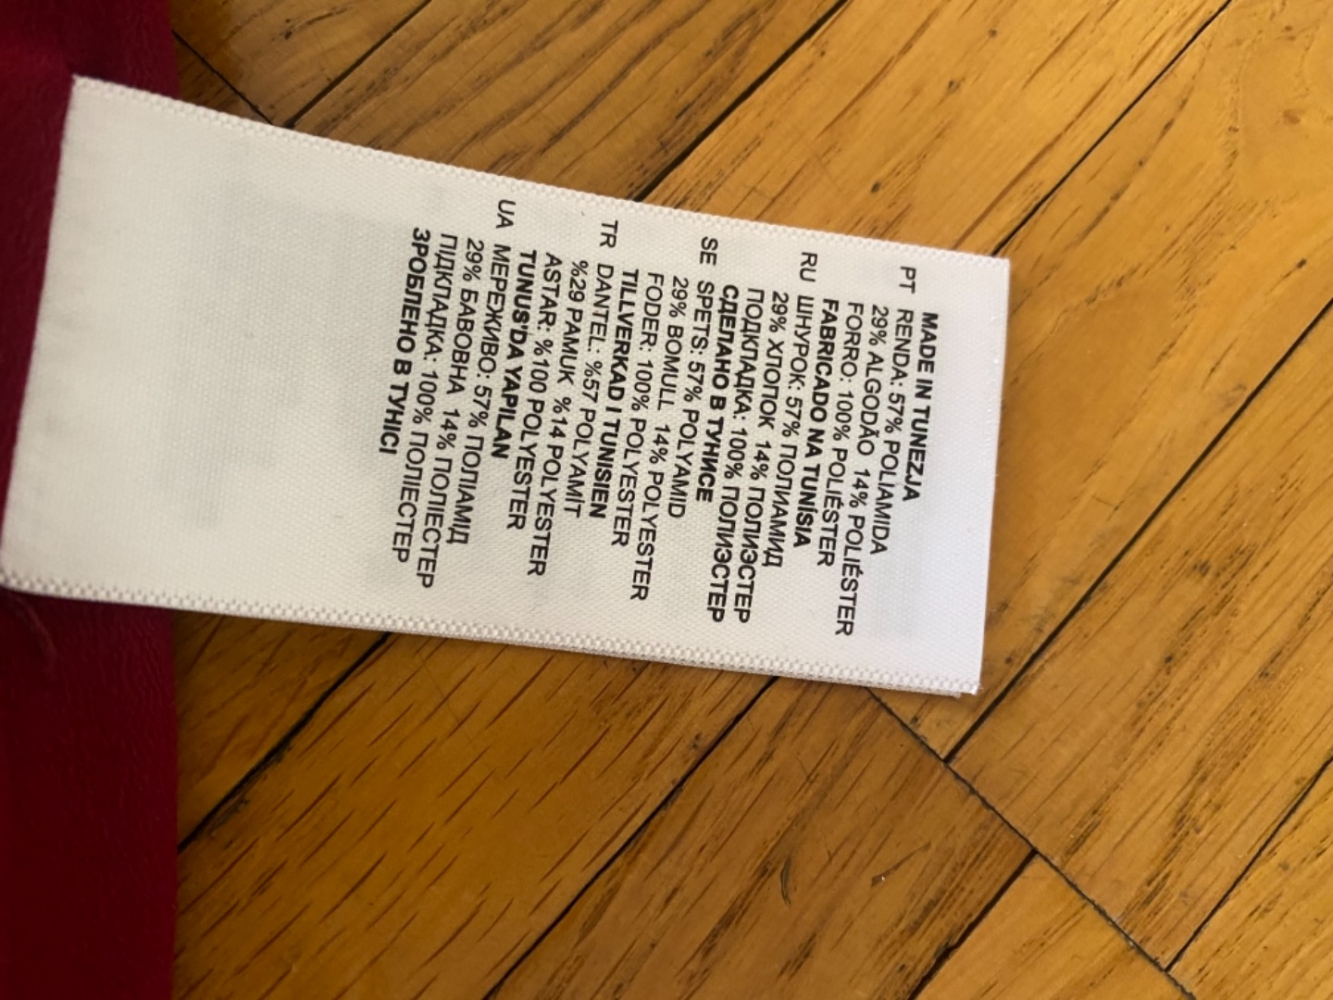 MADE IN TUNEZJA
PT RENDA: 57% POLIAMIDA
29% ALGODÃO 14% POLIÉSTER
FORRO: 100% POLIÉSTER
FABRICADO NA TUNÍSIA
RU ШНУРОК: 57% ПОЛИАМИД
29% ХЛОПОК 14% ПОЛИЭСТЕР
ПОДКЛАДКА: 100% ПОЛИЭСТЕР
СДЕЛАНО В ТУНИСЕ
SE SPETS: 57% POLYAMID
29% BOMULL 14% POLYESTER
FODER: 100% POLYESTER
TILLVERKAD I TUNISIEN
TR DANTEL: %57 POLYAMİT
%29 PAMUK %14 POLYESTER
ASTAR: %100 POLYESTER
TUNUS'DA YAPILAN
UA МЕРЕЖИВО: 57% ПОЛІАМІД
29% БАВОВНА 14% ПОЛІЕСТЕР
ПІДКЛАДКА: 100% ПОЛІЕСТЕР
ЗРОБЛЕНО В ТУНІСІ